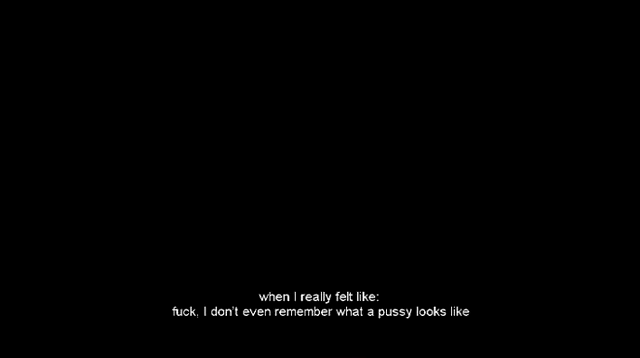 when I really felt like:
fuck, I don't even remember what a pussy looks like